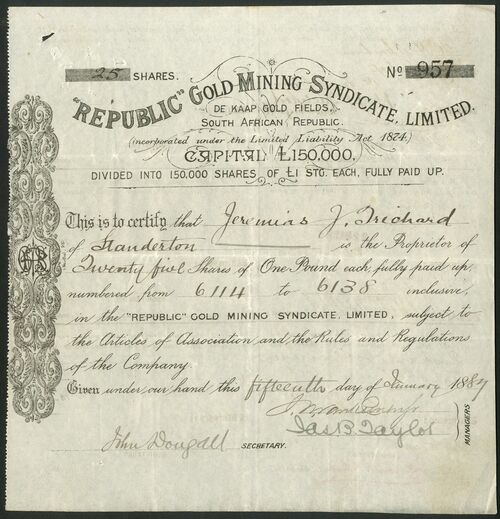 25 SHARES. No 957
"REPUBLIC" GOLD MINING SYNDICATE, LIMITED.
DE KAAP GOLD FIELDS,
SOUTH AFRICAN REPUBLIC.
(Incorporated under the Limited Liability Act 1874)
CAPITAL £150,000,
DIVIDED INTO 150,000 SHARES OF £1 STG. EACH, FULLY PAID UP.
This is to certify that Jeremias J. Trichard
of Standerton is the Proprietor of
Twenty five Shares of One Pound each, fully paid up,
numbered from 6114 to 6138 inclusive,
in the "REPUBLIC" GOLD MINING SYNDICATE, LIMITED, subject to
the Articles of Association and the Rules and Regulations
of the Company.
Given under our hand this fifteenth day of January 1887
Jas B Taylor
MANAGERS
John Dougall SECRETARY.